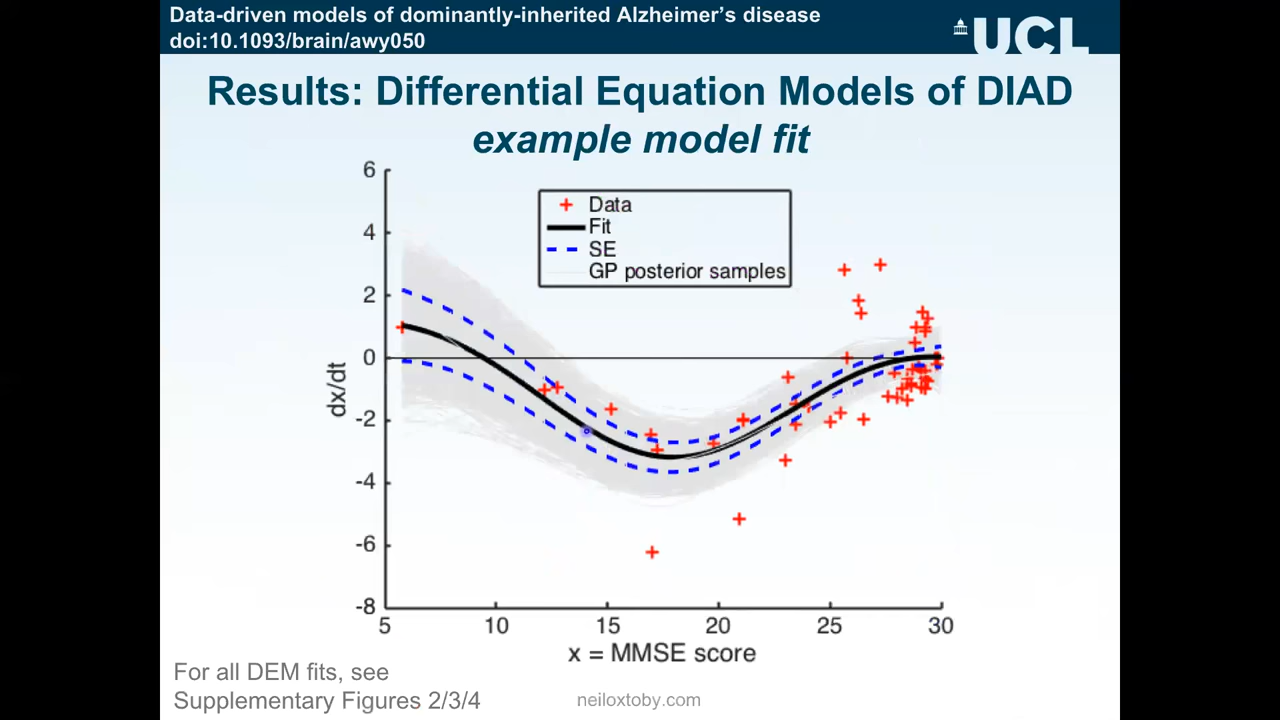 Data-driven models of dominantly-inherited Alzheimer's disease
doi:10.1093/brain/awy050
UCL
Results: Differential Equation Models of DIAD
example model fit
6
4
2
0
-2
-4
-6
-8
dx/dt
Data
Fit
SE
GP posterior samples
5 10 15 20 25 30
x = MMSE score
For all DEM fits, see
Supplementary Figures 2/3/4
neiloxtoby.com